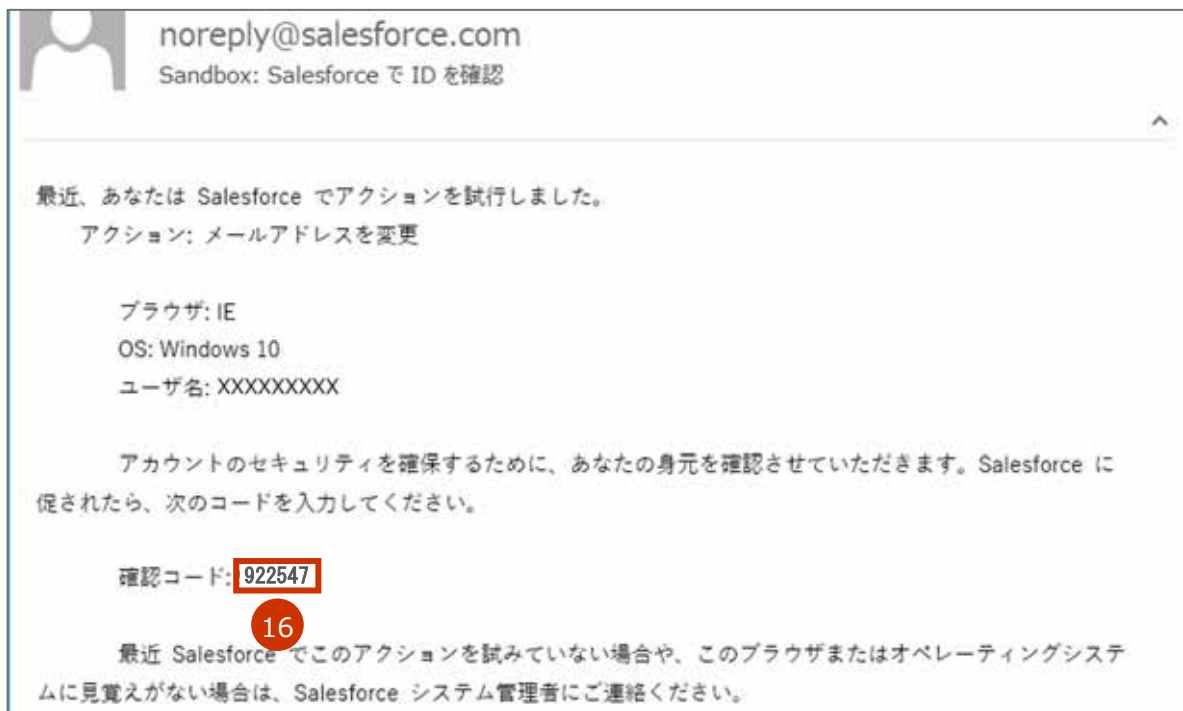 noreply@salesforce.com
Sandbox: Salesforce で ID を確認
最近、あなたは Salesforce でアクションを試行しました。
アクション: メールアドレスを変更
ブラウザ: IE
OS: Windows 10
ユーザ名: XXXXXXXXX
アカウントのセキュリティを確保するために、あなたの身元を確認させていただきます。Salesforce に
促されたら、次のコードを入力してください。
確認コード: 922547
16
最近 Salesforce でこのアクションを試みていない場合や、このブラウザまたはオペレーティングシステ
ムに見覚えがない場合は、Salesforce システム管理者にご連絡ください。